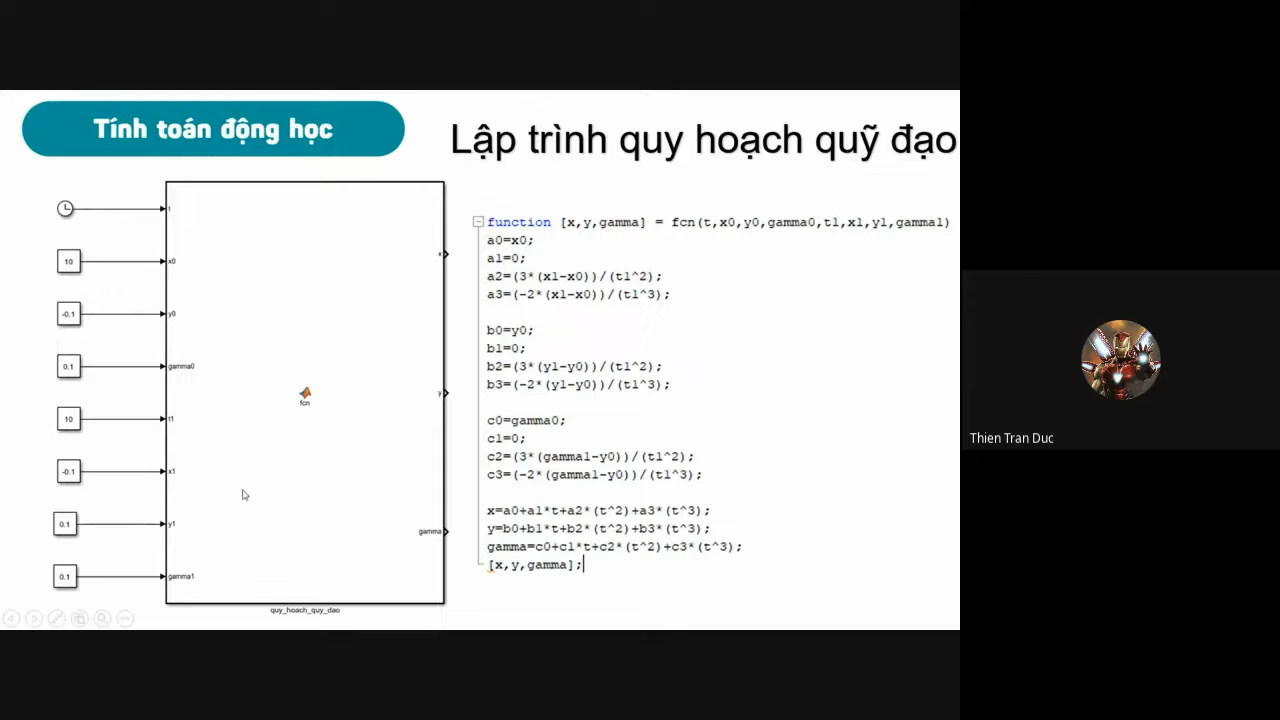 Tính toán động học
Lập trình quy hoạch quỹ đạo
t
10
x0
-0.1
y0
0.1
gamma0
10
t1
-0.1
x1
0.1
y1
0.1
gamma1
fcn
x
y
gamma
quy_hoach_quy_dao
function [x,y,gamma] = fcn(t,x0,y0,gamma0,t1,x1,y1,gamma1)
a0=x0;
a1=0;
a2=(3*(x1-x0))/(t1^2);
a3=(-2*(x1-x0))/(t1^3);
b0=y0;
b1=0;
b2=(3*(y1-y0))/(t1^2);
b3=(-2*(y1-y0))/(t1^3);
c0=gamma0;
c1=0;
c2=(3*(gamma1-y0))/(t1^2);
c3=(-2*(gamma1-y0))/(t1^3);
x=a0+a1*t+a2*(t^2)+a3*(t^3);
y=b0+b1*t+b2*(t^2)+b3*(t^3);
gamma=c0+c1*t+c2*(t^2)+c3*(t^3);
[x,y,gamma];
Thien Tran Duc